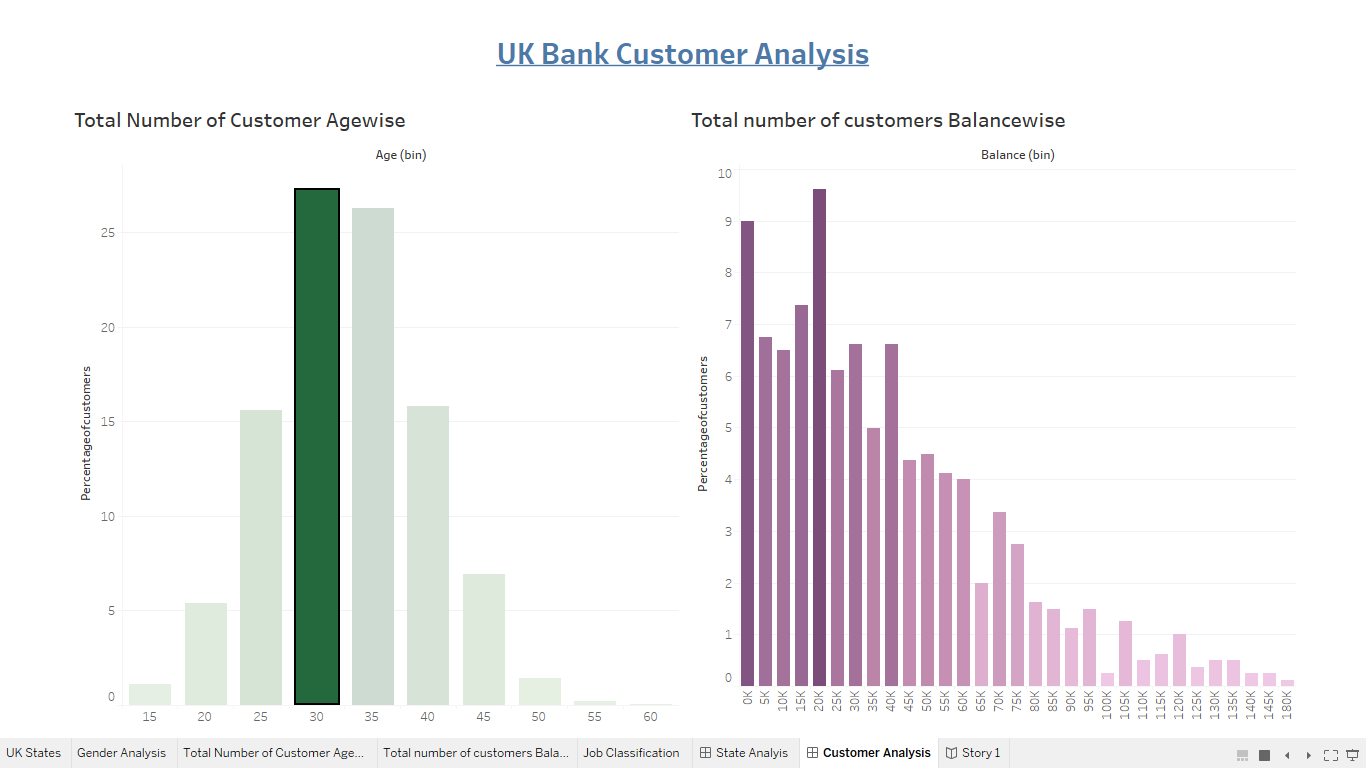 UK Bank Customer Analysis
Total Number of Customer Agewise
Age (bin)
25
20
15
10
5
0
Percentageofcustomers
15 20 25 30 35 40 45 50 55 60
Total number of customers Balancewise
Balance (bin)
10
9
8
7
6
5
4
3
2
1
0
Percentageofcustomers
0K 5K 10K 15K 20K 25K 30K 35K 40K 45K 50K 55K 60K 65K 70K 75K 80K 85K 90K 95K 100K 105K 110K 115K 120K 125K 130K 135K 140K 145K 180K
UK States Gender Analysis Total Number of Customer Age... Total number of customers Bala... Job Classification State Analyis Customer Analysis Story 1